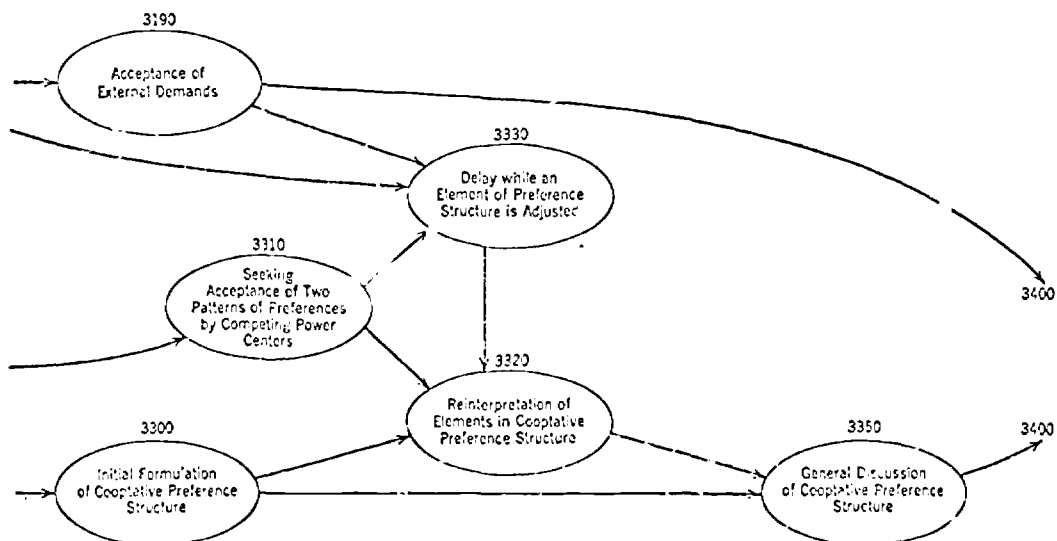 3190
Acceptance of
External Demands
3330
Delay while an
Element of Preference
Structure is Adjusted
3310
Seeking
Acceptance of Two
Patterns of Preferences
by Competing Power
Centers
3400
3320
Reinterpretation of
Elements in Cooptative
Preference Structure
3300
Initial Formulation
of Cooptative Preference
Structure
3350
General Discussion
of Cooptative Preference
Structure
3400